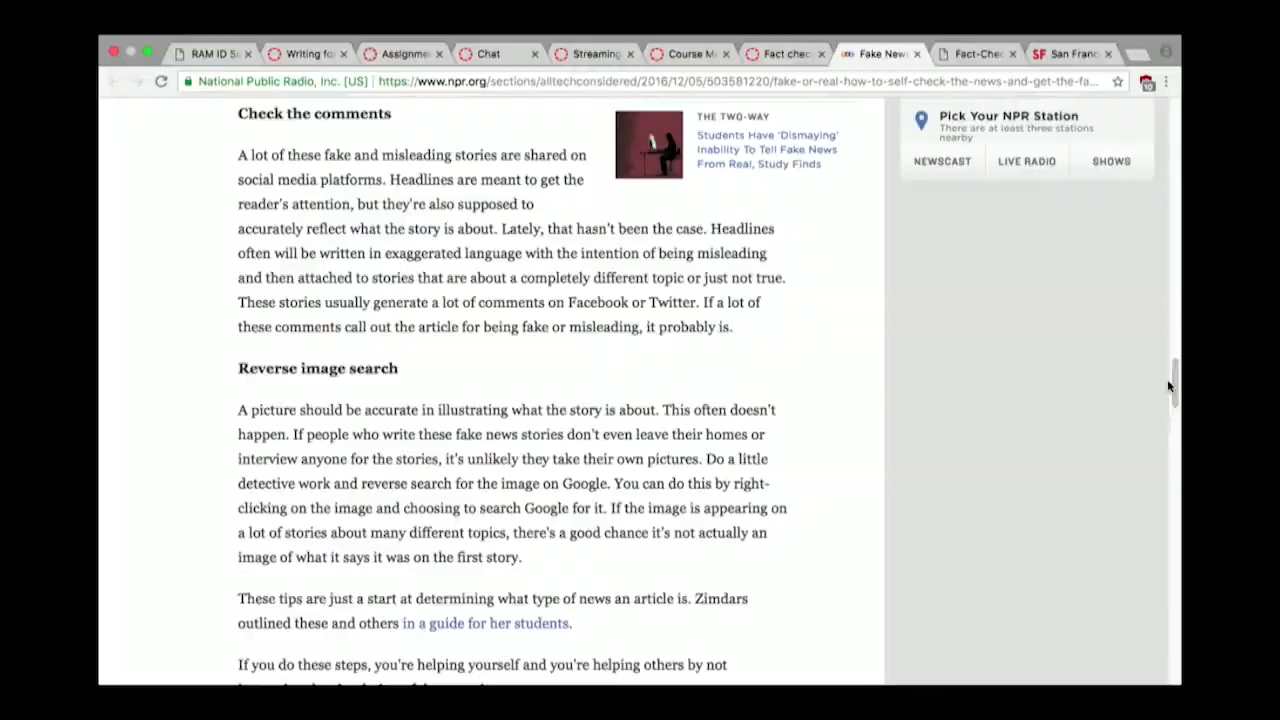 RAM ID S
Writing fo
Assignme
Chat
Streaming
Course M
Fact chec
Fake New
Fact-Chec
San Franc
National Public Radio, Inc. [US]
https://www.npr.org/sections/alltechconsidered/2016/12/05/503581220/fake-or-real-how-to-self-check-the-news-and-get-the-fa...
10
Check the comments
A lot of these fake and misleading stories are shared on
social media platforms. Headlines are meant to get the
reader's attention, but they're also supposed to
accurately reflect what the story is about. Lately, that hasn't been the case. Headlines
often will be written in exaggerated language with the intention of being misleading
and then attached to stories that are about a completely different topic or just not true.
These stories usually generate a lot of comments on Facebook or Twitter. If a lot of
these comments call out the article for being fake or misleading, it probably is.
THE TWO-WAY
Students Have 'Dismaying'
Inability To Tell Fake News
From Real, Study Finds
Pick Your NPR Station
There are at least three stations
nearby
NEWSCAST
LIVE RADIO
SHOWS
Reverse image search
A picture should be accurate in illustrating what the story is about. This often doesn't
happen. If people who write these fake news stories don't even leave their homes or
interview anyone for the stories, it's unlikely they take their own pictures. Do a little
detective work and reverse search for the image on Google. You can do this by right-
clicking on the image and choosing to search Google for it. If the image is appearing on
a lot of stories about many different topics, there's a good chance it's not actually an
image of what it says it was on the first story.
These tips are just a start at determining what type of news an article is. Zimdars
outlined these and others in a guide for her students.
If you do these steps, you're helping yourself and you're helping others by not